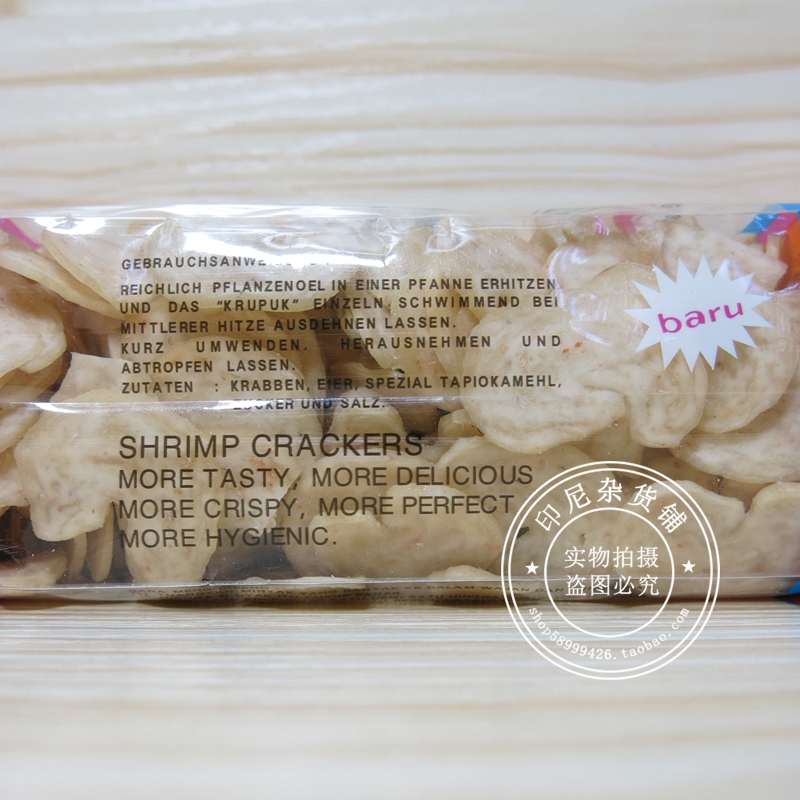 REICHLICH PFLANZENOEL IN EINER PFANNE ERHITZEN
UND DAS "KRUPUK" EINZELN SCHWIMMEND BEI
MITTLERER HITZE AUSDEHNEN LASSEN.
KURZ UMWENDEN. HERAUSNEHMEN UND
ABTROPFEN LASSEN.
ZUTATEN : KRABBEN, EIER, SPEZIAL TAPIOKAMEHL,
ZUCKER UND SALZ.
baru
SHRIMP CRACKERS
MORE TASTY, MORE DELICIOUS
MORE CRISPY, MORE PERFECT
MORE HYGIENIC.
印尼杂货铺
实物拍摄
盗图必究
shop58999426.taobao.com